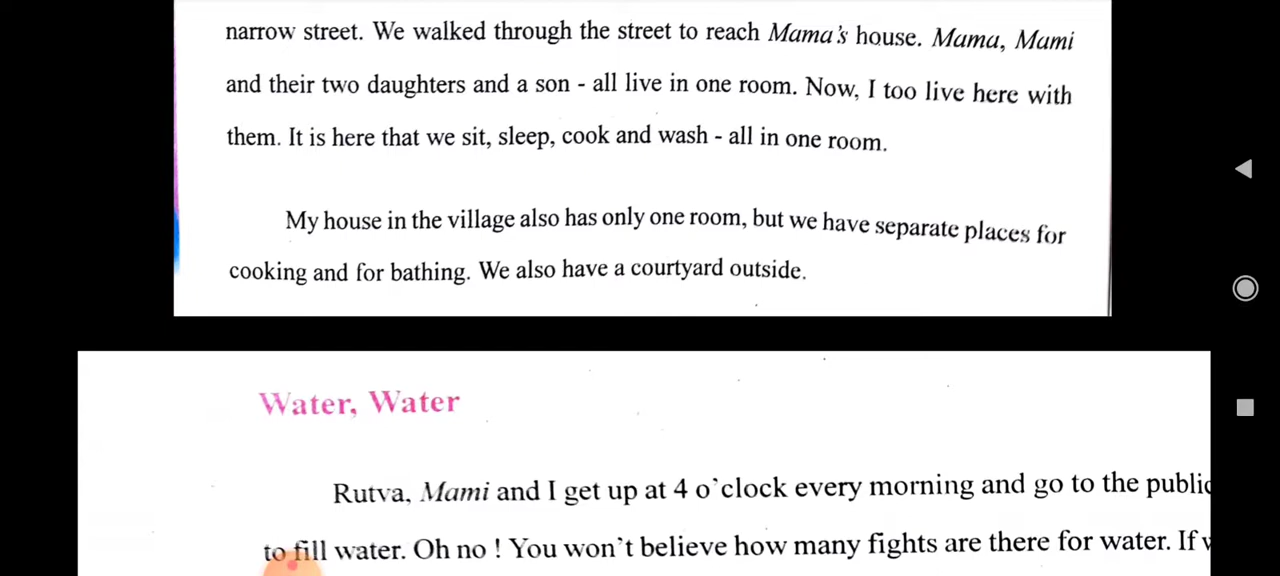 narrow street. We walked through the street to reach Mama's house. Mama, Mami
and their two daughters and a son - all live in one room. Now, I too live here with
them. It is here that we sit, sleep, cook and wash - all in one room.
My house in the village also has only one room, but we have separate places for
cooking and for bathing. We also have a courtyard outside.
Water, Water
Rutva, Mami and I get up at 4 o'clock every morning and go to the public
to fill water. Oh no ! You won't believe how many fights are there for water. If